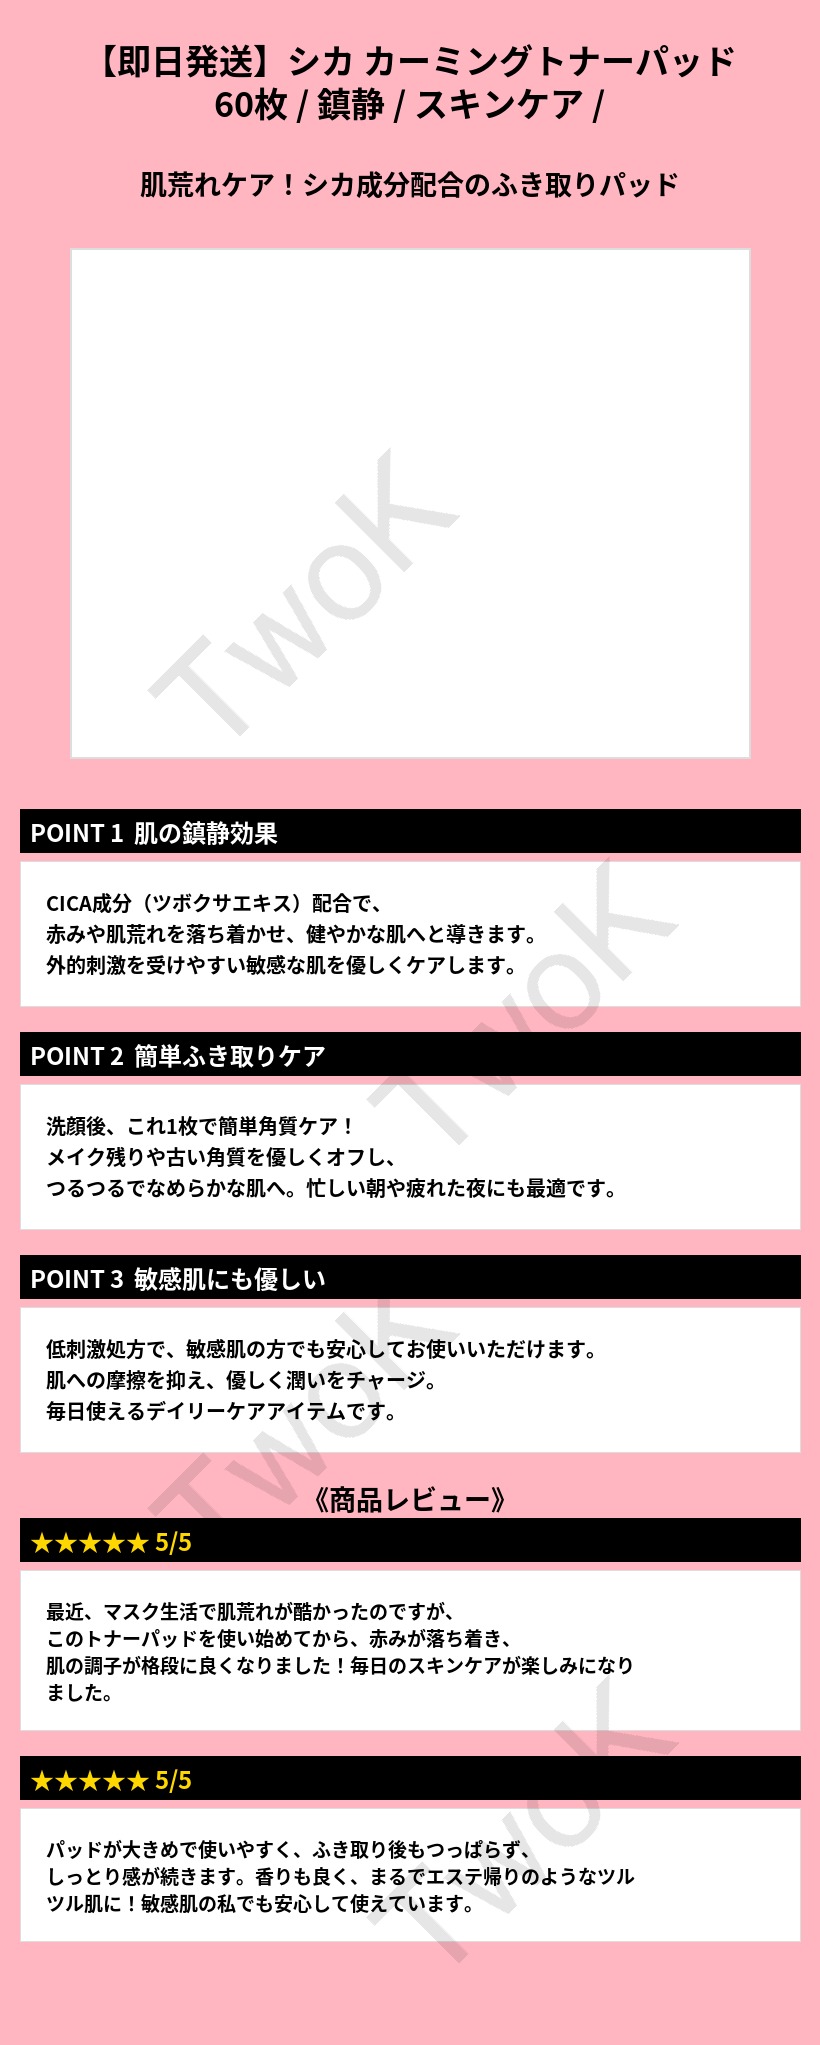 【即日発送】シカ カーミングトナーパッド
60枚 / 鎮静 / スキンケア /
肌荒れケア！シカ成分配合のふき取りパッド
TwoK
POINT 1 肌の鎮静効果
CICA成分（ツボクサエキス）配合で、
赤みや肌荒れを落ち着かせ、健やかな肌へと導きます。
外的刺激を受けやすい敏感な肌を優しくケアします。
TwoK
POINT 2 簡単ふき取りケア
洗顔後、これ1枚で簡単角質ケア！
メイク残りや古い角質を優しくオフし、
つるつるでなめらかな肌へ。忙しい朝や疲れた夜にも最適です。
POINT 3 敏感肌にも優しい
低刺激処方で、敏感肌の方でも安心してお使いいただけます。
肌への摩擦を抑え、優しく潤いをチャージ。
毎日使えるデイリーケアアイテムです。
TwoK
《商品レビュー》
★★★★★ 5/5
最近、マスク生活で肌荒れが酷かったのですが、
このトナーパッドを使い始めてから、赤みが落ち着き、
肌の調子が格段に良くなりました！毎日のスキンケアが楽しみになり
ました。
★★★★★ 5/5
パッドが大きめで使いやすく、ふき取り後もつっぱらず、
しっとり感が続きます。香りも良く、まるでエステ帰りのようなツル
ツル肌に！敏感肌の私でも安心して使えています。
TwoK